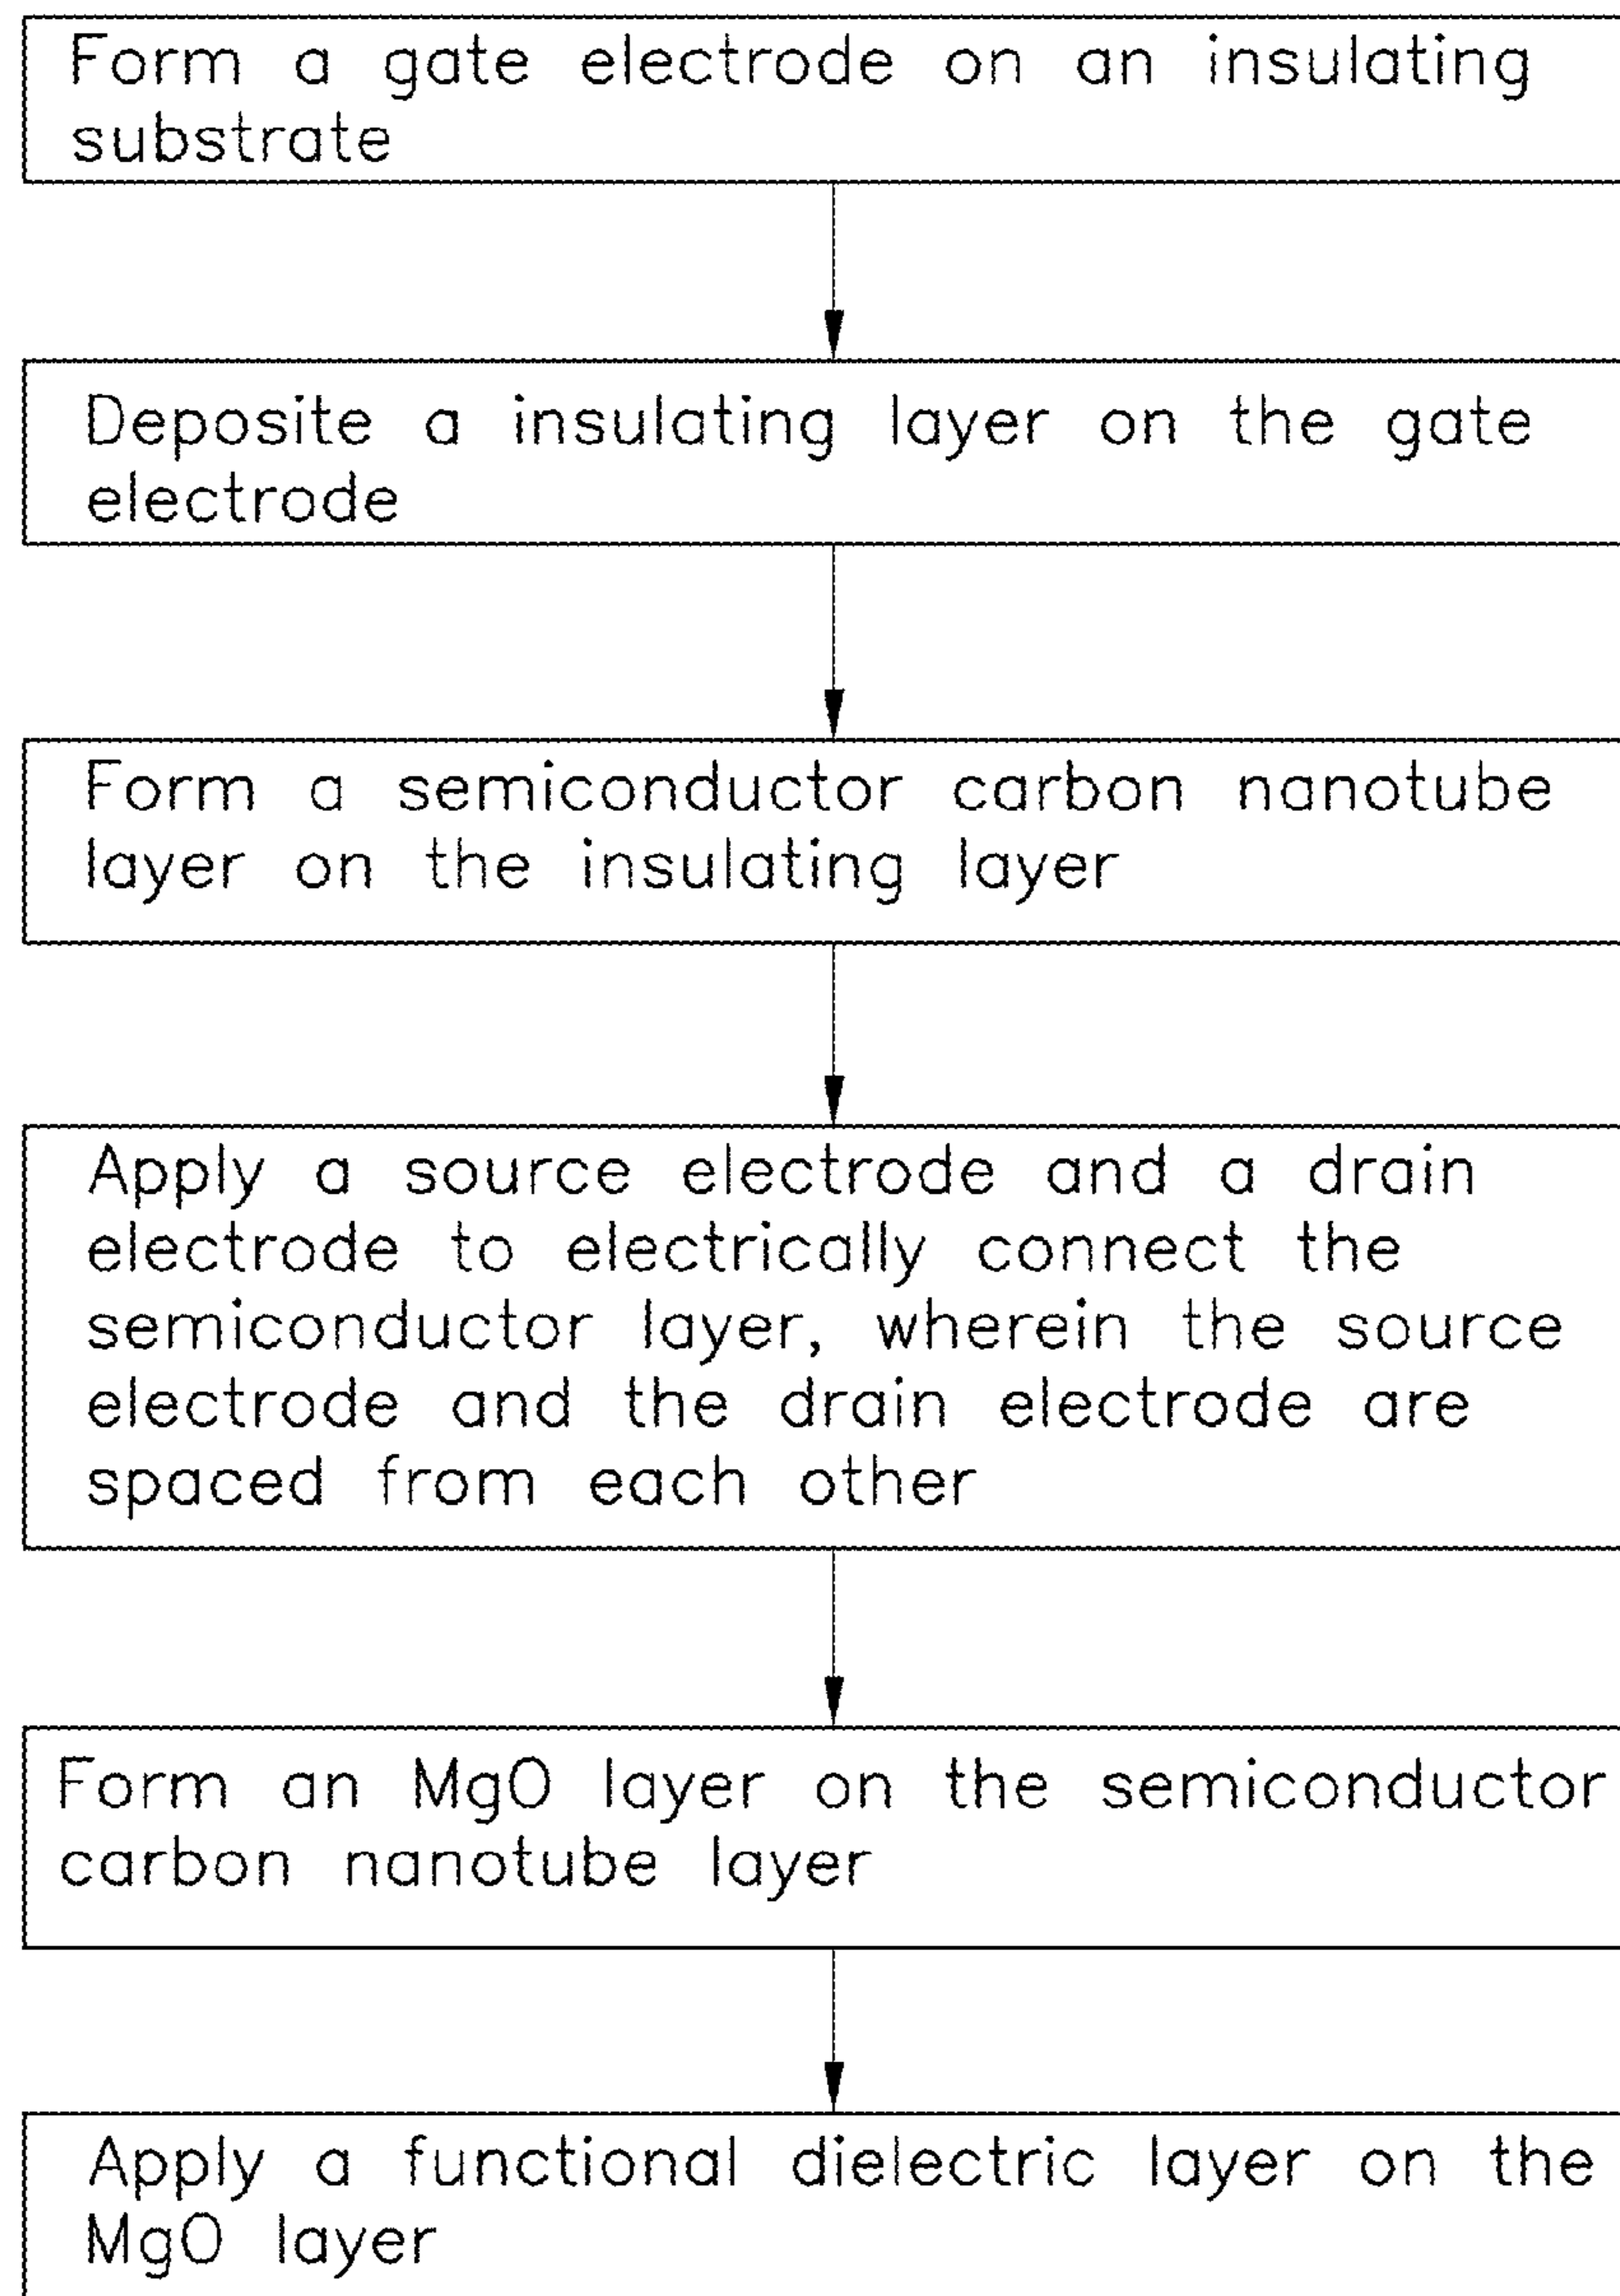 Form a gate electrode on an insulating
substrate
Deposite a insulating layer on the gate
electrode
Form a semiconductor carbon nanotube
layer on the insulating layer
Apply a source electrode and a drain
electrode to electrically connect the
semiconductor layer, wherein the source
electrode and the drain electrode are
spaced from each other
Form an MgO layer on the semiconductor
carbon nanotube layer
Apply a functional dielectric layer on the
MgO layer